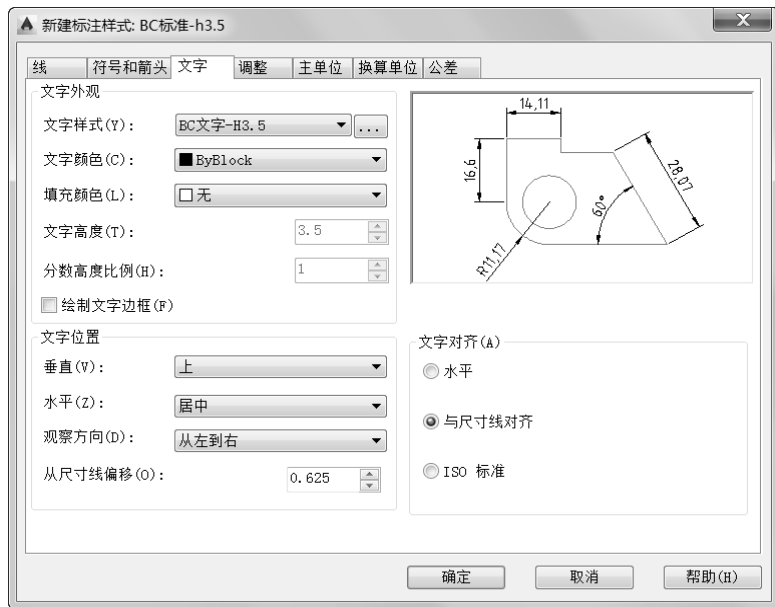 新建标注样式: BC标准-h3.5
线 符号和箭头 文字 调整 主单位 换算单位 公差
文字外观
文字样式(Y): BC文字-H3.5 ...
文字颜色(C): ByBlock
填充颜色(L): 无
文字高度(T): 3.5
分数高度比例(H): 1
绘制文字边框(F)
14,11
16,6
28,07
60°
R11,17
文字位置
垂直(V): 上
水平(Z): 居中
观察方向(D): 从左到右
从尺寸线偏移(O): 0.625
文字对齐(A)
水平
与尺寸线对齐
ISO 标准
确定 取消 帮助(H)